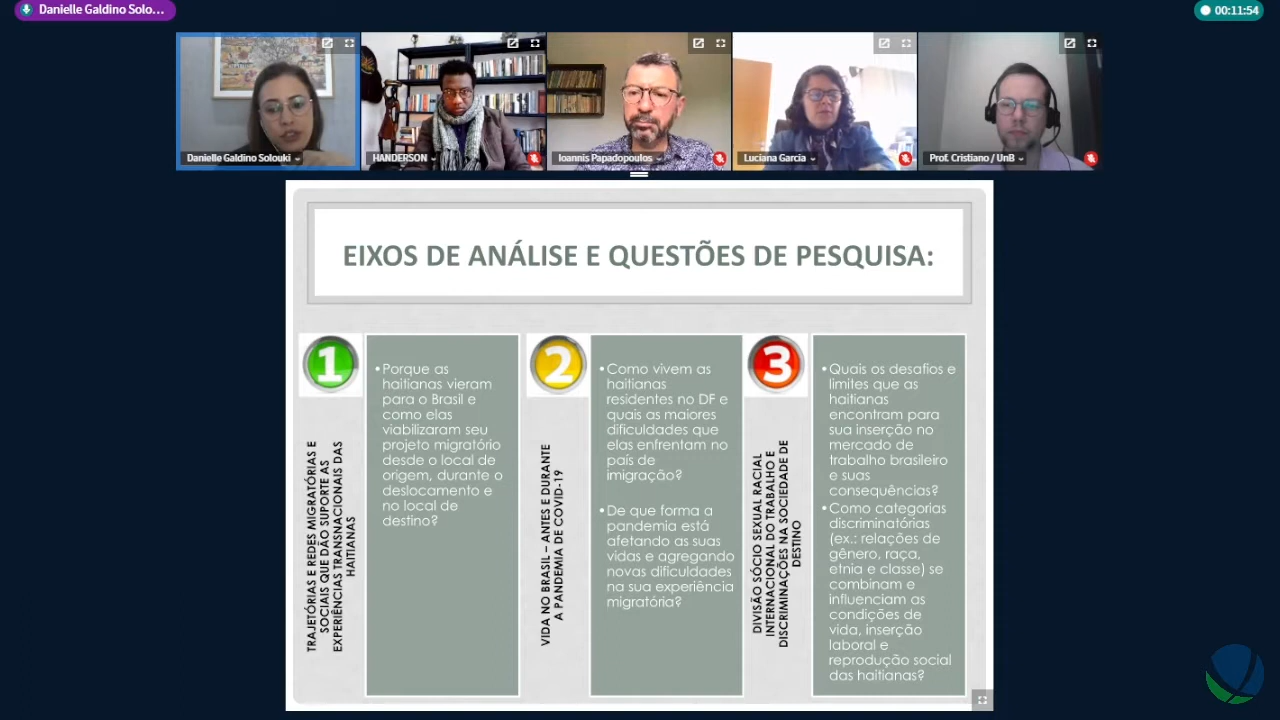 Danielle Galdino Solo...
00:11:54
Danielle Galdino Solouki
HANDERSON
Ioannis Papadopoulos
Luciana Garcia
Prof. Cristiano / UnB
EIXOS DE ANÁLISE E QUESTÕES DE PESQUISA:
1
TRAJETÓRIAS E REDES MIGRATÓRIAS E
SOCIAIS QUE DÃO SUPORTE AS
EXPERIÊNCIAS TRANSNACIONAIS DAS
HAITIANAS
•Porque as
haitianas vieram
para o Brasil e
como elas
viabilizaram seu
projeto migratório
desde o local de
origem, durante o
deslocamento e
no local de
destino?
2
VIDA NO BRASIL – ANTES E DURANTE
A PANDEMIA DE COVID-19
•Como vivem as
haitianas
residentes no DF e
quais as maiores
dificuldades que
elas enfrentam no
país de
imigração?
•De que forma a
pandemia está
afetando as suas
vidas e agregando
novas dificuldades
na sua experiência
migratória?
3
DIVISÃO SÓCIO SEXUAL RACIAL
INTERNACIONAL DO TRABALHO E
DISCRIMINAÇÕES NA SOCIEDADE DE
DESTINO
•Quais os desafios e
limites que as
haitianas
encontram para
sua inserção no
mercado de
trabalho brasileiro
e suas
consequências?
•Como categorias
discriminatórias
(ex.: relações de
gênero, raça,
etnia e classe) se
combinam e
influenciam as
condições de
vida, inserção
laboral e
reprodução social
das haitianas?